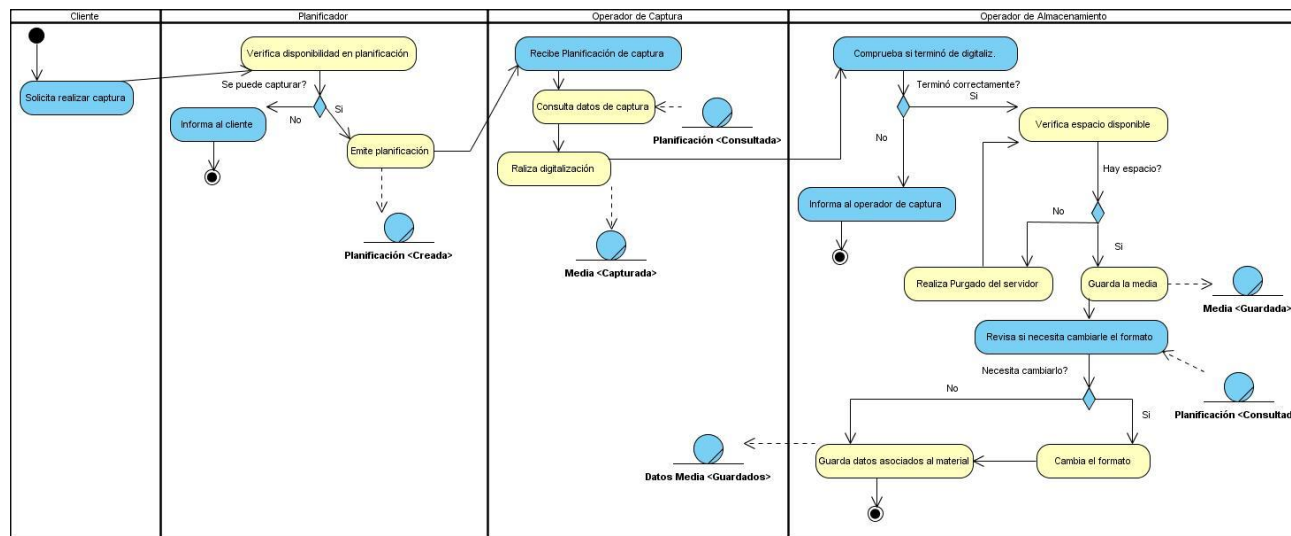 Cliente
Planificador
Operador de Captura
Operador de Almacenamiento
Solicita realizar captura
Verifica disponibilidad en planificación
Se puede capturar?
No
Si
Informa al cliente
Emite planificación
Planificación <Creada>
Recibe Planificación de captura
Consulta datos de captura
Planificación <Consultada>
Raliza digitalización
Media <Capturada>
Comprueba si terminó de digitaliz.
Terminó correctamente?
Si
No
Verifica espacio disponible
Informa al operador de captura
Hay espacio?
No
Si
Realiza Purgado del servidor
Guarda la media
Media <Guardada>
Revisa si necesita cambiarle el formato
Necesita cambiarlo?
Planificación <Consultad
No
Si
Guarda datos asociados al material
Cambia el formato
Datos Media <Guardados>